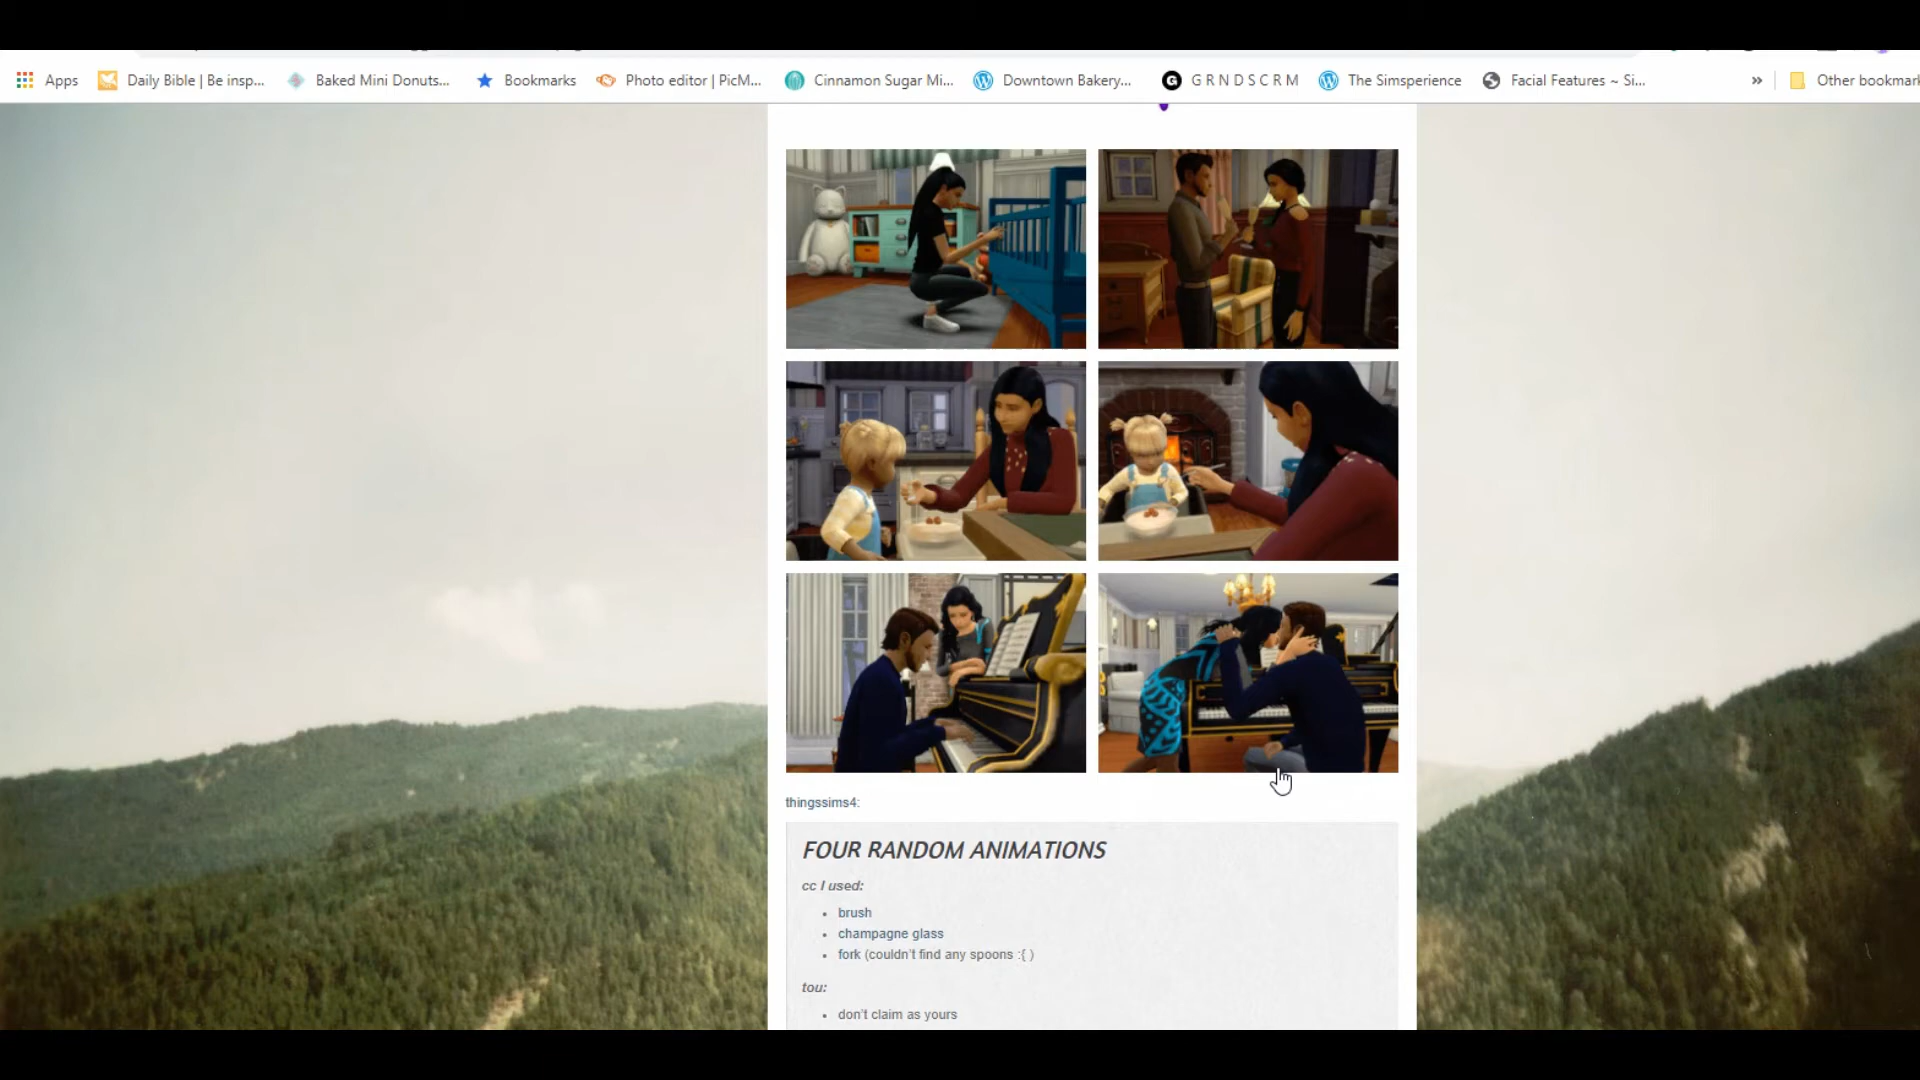 Apps Daily Bible | Be insp... Baked Mini Donuts... Bookmarks Photo editor | PicM... Cinnamon Sugar Mi... Downtown Bakery... G R N D S C R M The Simsperience Facial Features ~ Si... » Other bookmark
thingssims4:
FOUR RANDOM ANIMATIONS
cc I used:
brush
champagne glass
fork (couldn't find any spoons :{ )
tou:
don't claim as yours